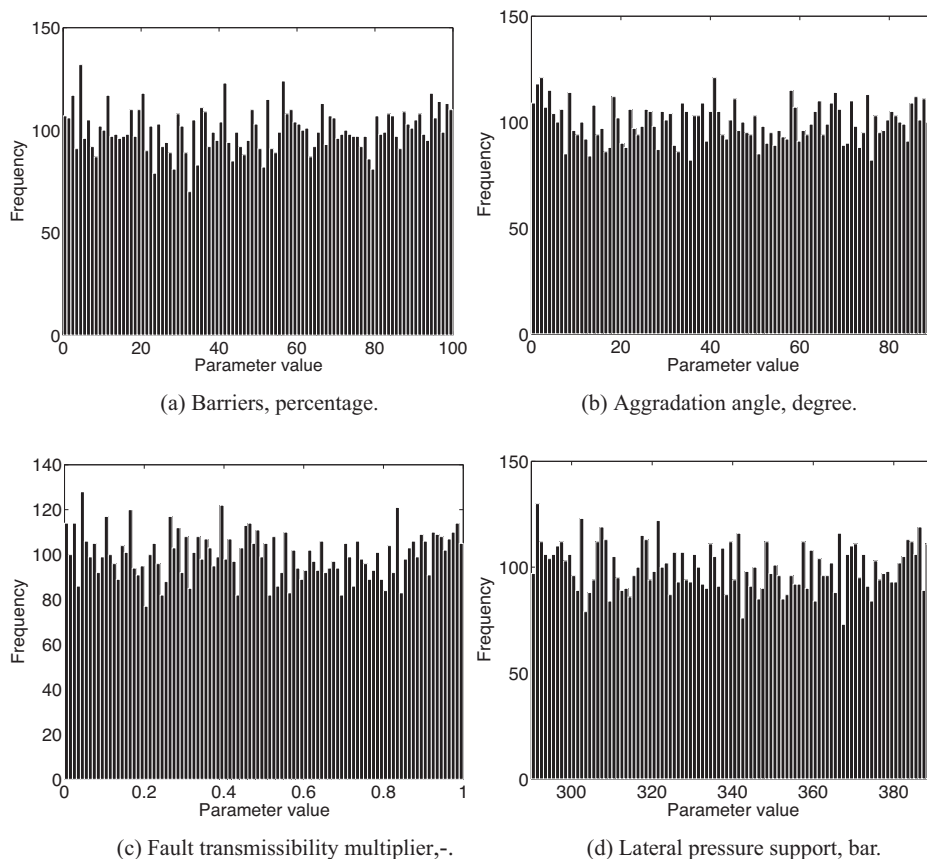 150
100
50
0
Frequency
0 20 40 60 80 100
Parameter value
(a) Barriers, percentage.
150
100
50
0
Frequency
0 20 40 60 80
Parameter value
(b) Aggradation angle, degree.
140
120
100
80
60
40
20
0
Frequency
0 0.2 0.4 0.6 0.8 1
Parameter value
(c) Fault transmissibility multiplier,-.
150
100
50
0
Frequency
300 320 340 360 380
Parameter value
(d) Lateral pressure support, bar.